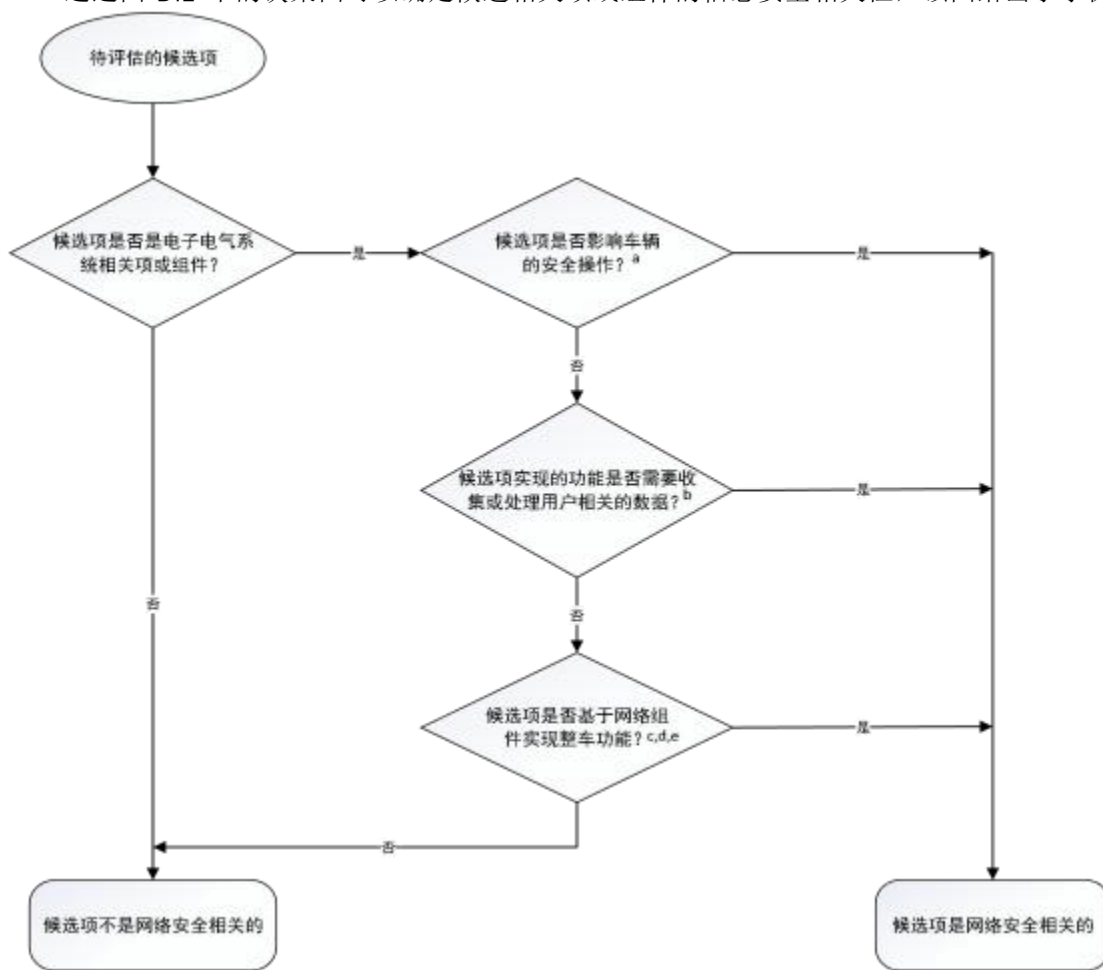 待评估的候选项
候选项是否是电子电气系
统相关项或组件？
是
候选项是否影响车辆
的安全操作？a
是
否
候选项实现的功能是否需要收
集或处理用户相关的数据？b
是
否
否
候选项是否基于网络组
件实现整车功能？c,d,e
是
否
候选项不是网络安全相关的
候选项是网络安全相关的